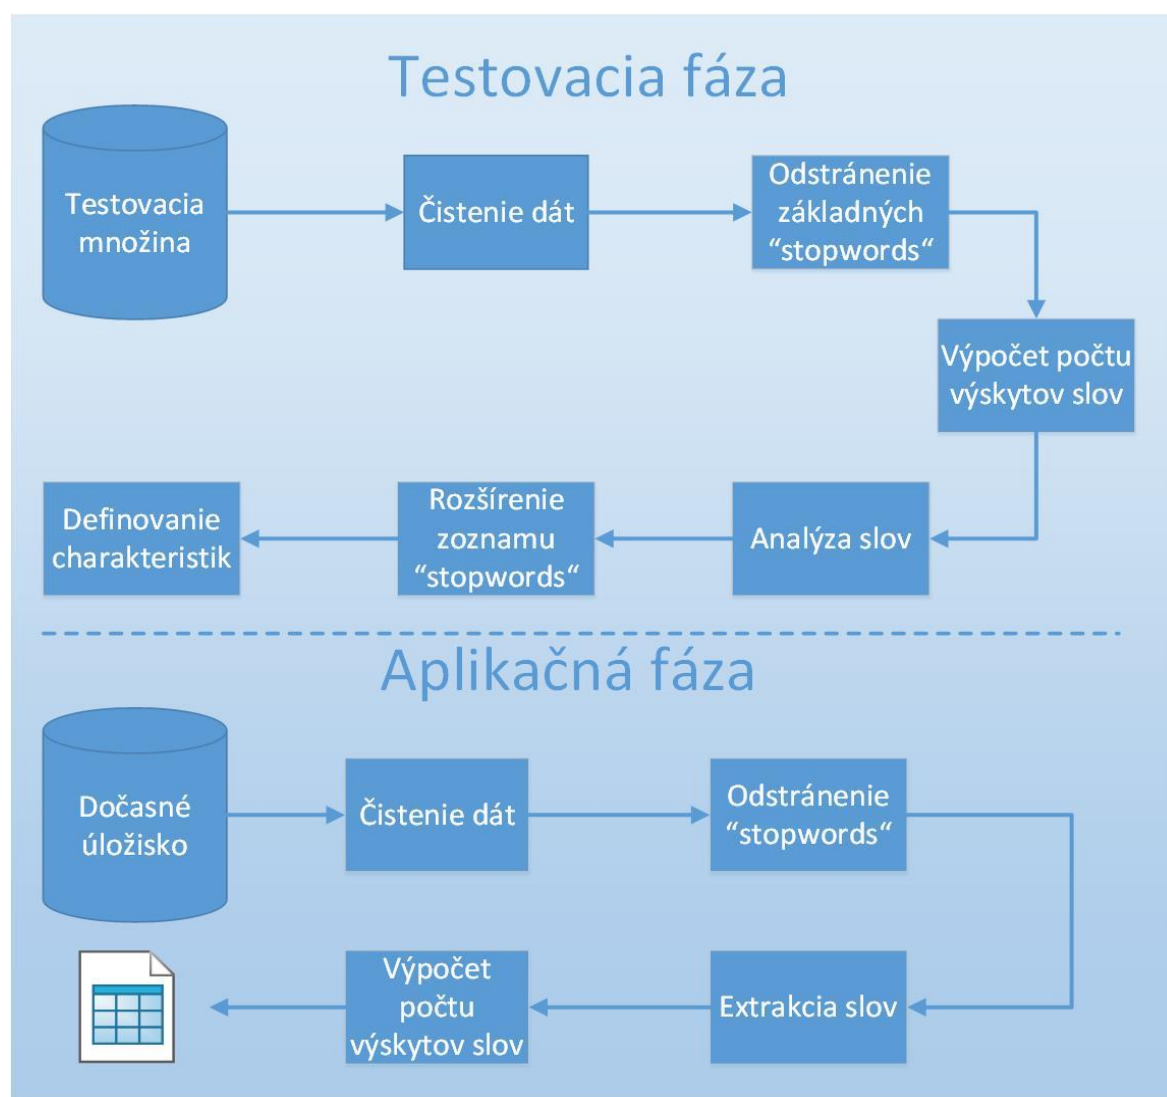 Testovacia fáza
Testovacia
množina
Čistenie dát
Odstránenie
základných
“stopwords“
Výpočet počtu
výskytov slov
Analýza slov
Rozšírenie
zoznamu
“stopwords“
Definovanie
charakteristik
Aplikačná fáza
Dočasné
úložisko
Čistenie dát
Odstránenie
“stopwords“
Extrakcia slov
Výpočet
počtu
výskytov slov